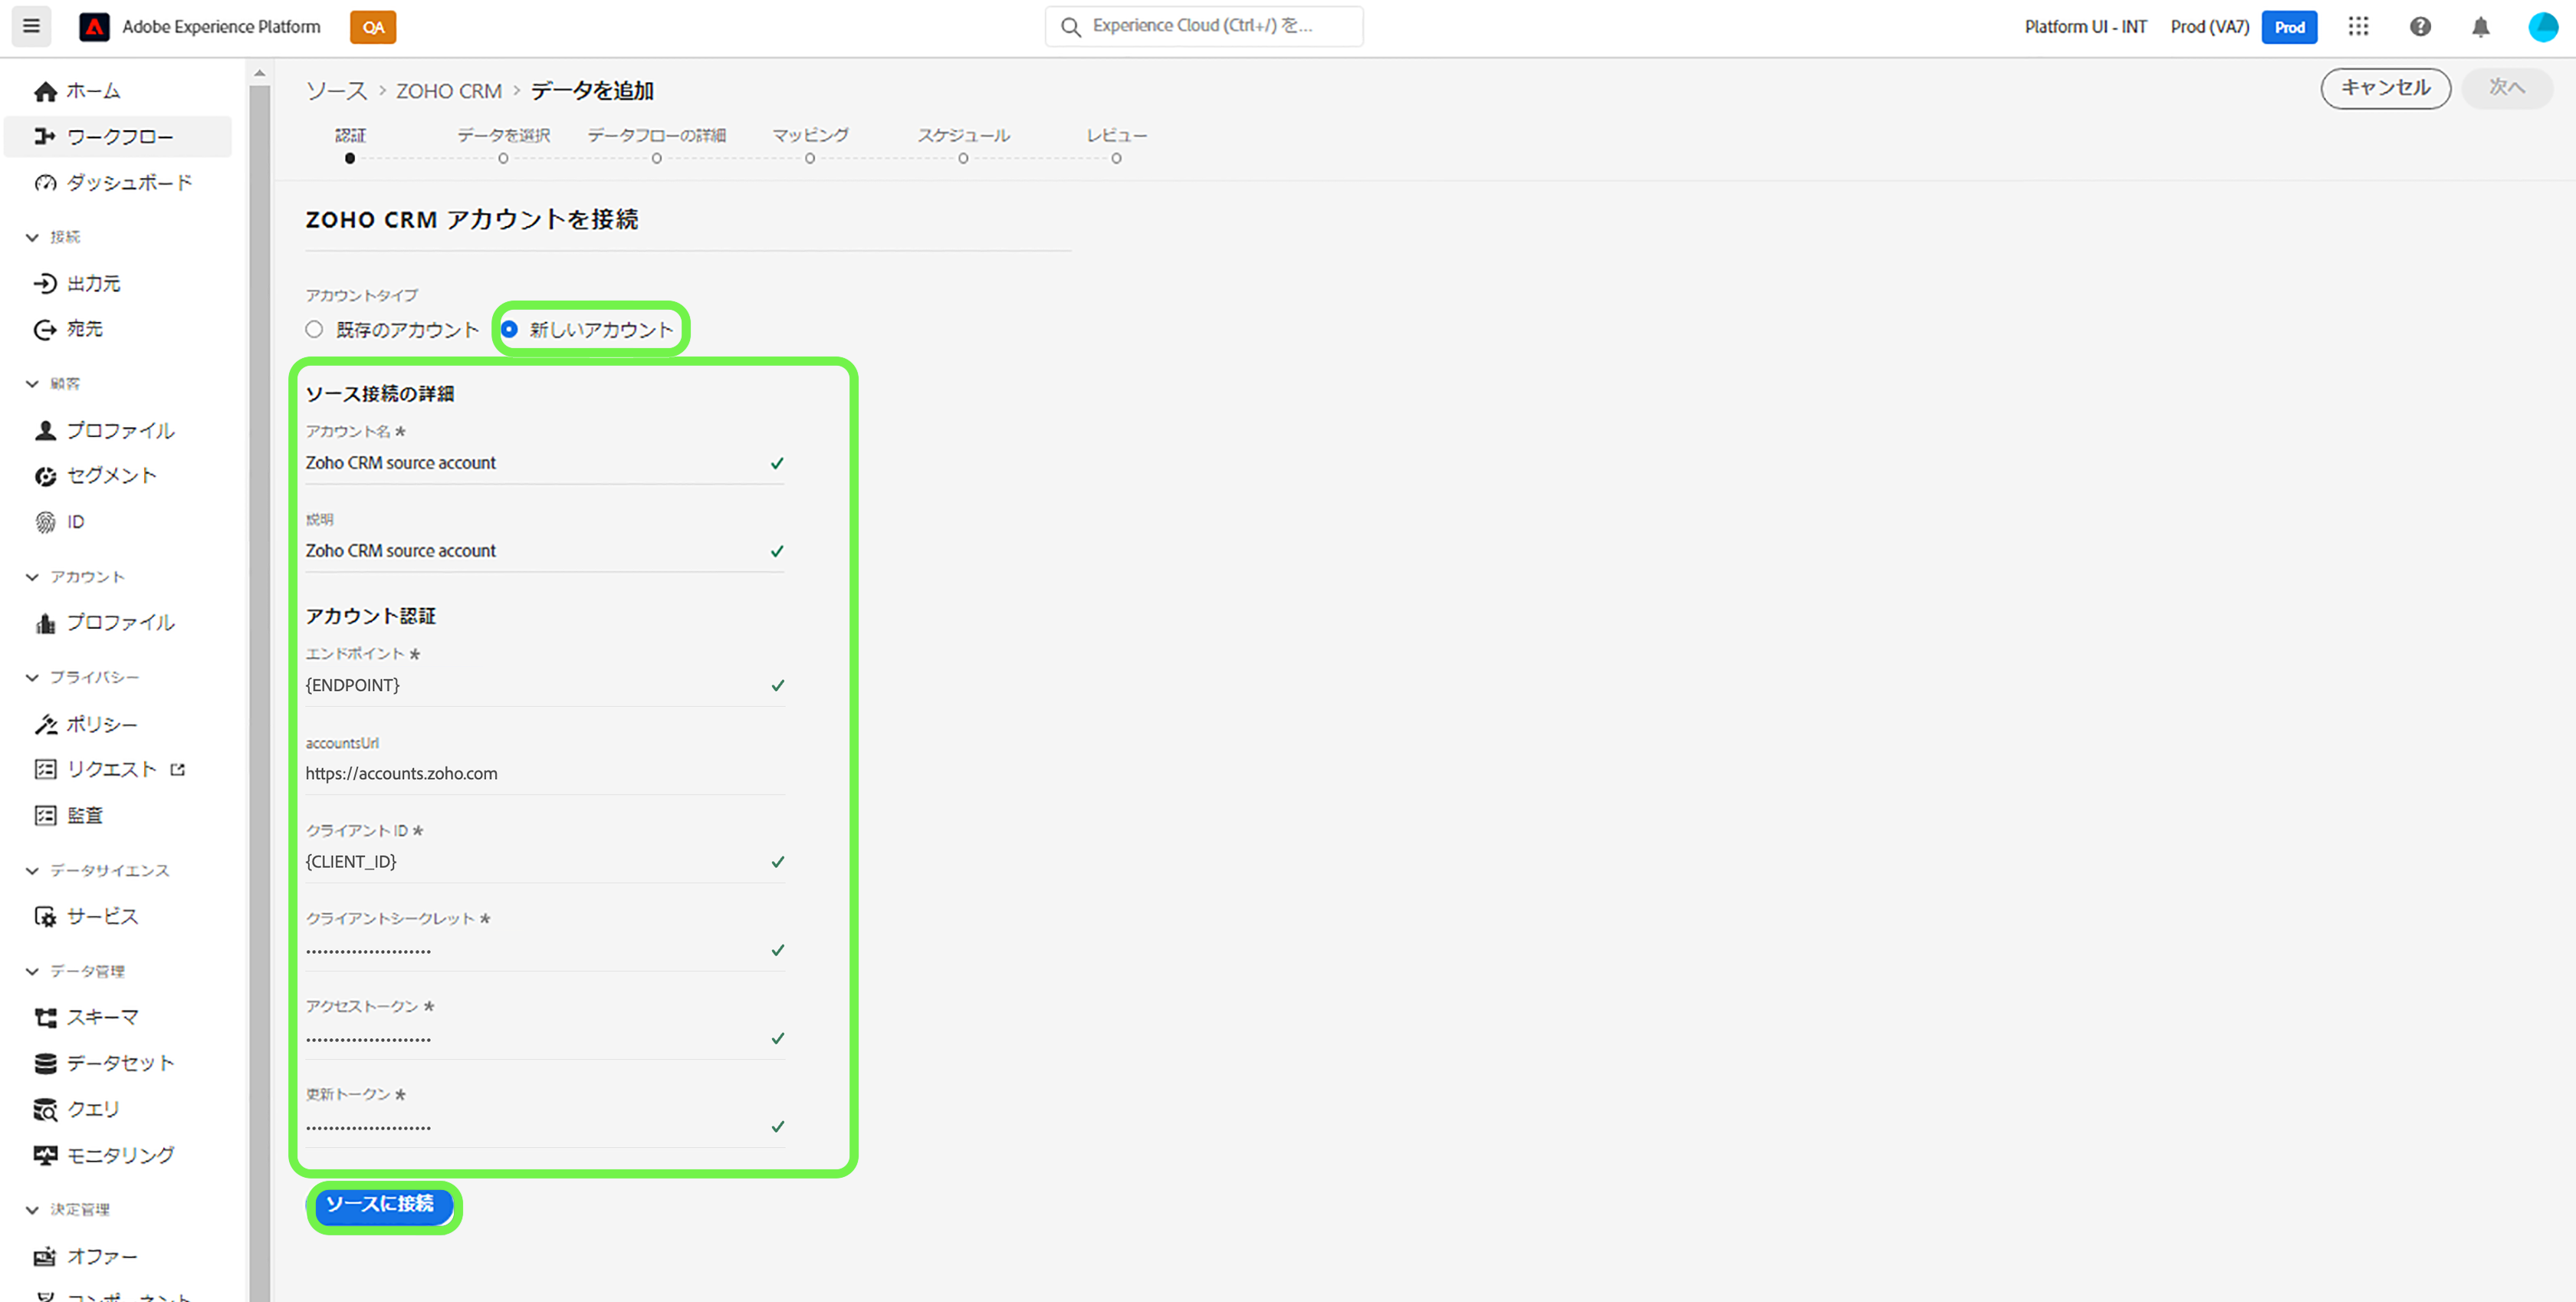 Adobe Experience Platform
QA
Experience Cloud (Ctrl+/) を...
Platform UI - INT
Prod (VA7)
Prod
ホーム
ワークフロー
ダッシュボード
接続
出力元
宛先
顧客
プロファイル
セグメント
ID
アカウント
プロファイル
プライバシー
ポリシー
リクエスト
監査
データサイエンス
サービス
データ管理
スキーマ
データセット
クエリ
モニタリング
決定管理
オファー
コンポーネント
ソース > ZOHO CRM > データを追加
キャンセル
次へ
認証
データを選択
データフローの詳細
マッピング
スケジュール
レビュー
ZOHO CRM アカウントを接続
アカウントタイプ
既存のアカウント
新しいアカウント
ソース接続の詳細
アカウント名 *
Zoho CRM source account
説明
Zoho CRM source account
アカウント認証
エンドポイント *
{ENDPOINT}
accountsUrl
https://accounts.zoho.com
クライアント ID *
{CLIENT_ID}
クライアントシークレット *
アクセストークン *
更新トークン *
ソースに接続